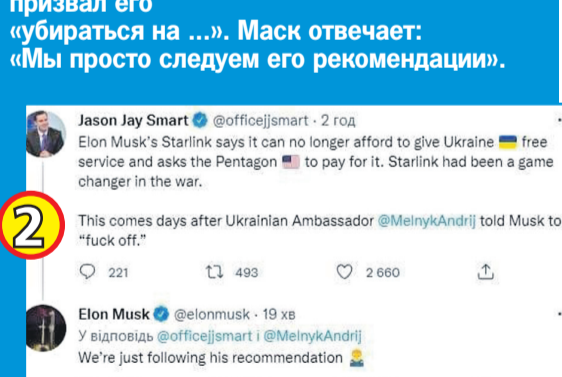 призвал его
«убираться на ...». Маск отвечает:
«Мы просто следуем его рекомендации».
Jason Jay Smart @officejjsmart · 2 год
Elon Musk's Starlink says it can no longer afford to give Ukraine 🇺🇦 free
service and asks the Pentagon 🇺🇸 to pay for it. Starlink had been a game
changer in the war.
This comes days after Ukrainian Ambassador @MelnykAndrij told Musk to
"fuck off."
2
221 493 2 660
Elon Musk @elonmusk · 19 хв
У відповідь @officejjsmart і @MelnykAndrij
We're just following his recommendation 🤷‍♂️